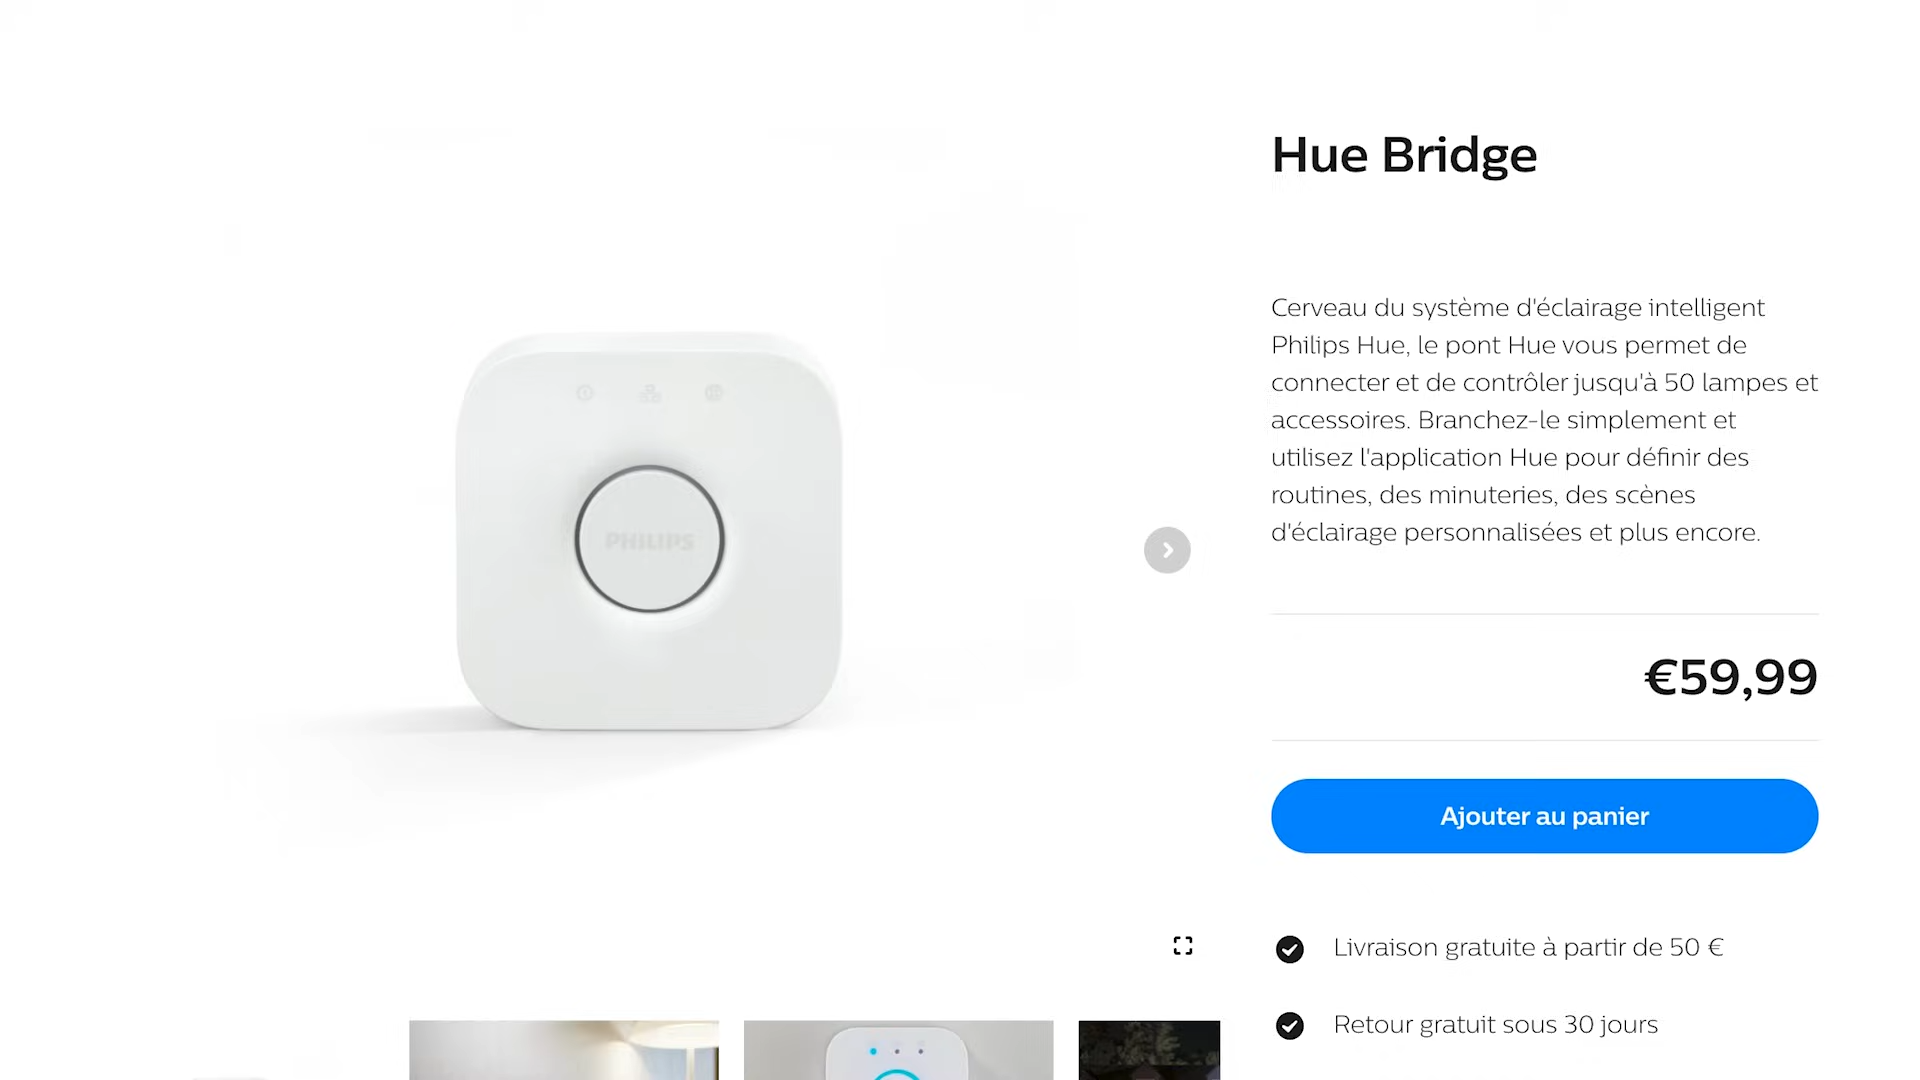 Hue Bridge
Cerveau du système d'éclairage intelligent
Philips Hue, le pont Hue vous permet de
connecter et de contrôler jusqu'à 50 lampes et
accessoires. Branchez-le simplement et
utilisez l'application Hue pour définir des
routines, des minuteries, des scènes
d'éclairage personnalisées et plus encore.
PHILIPS
€59,99
Ajouter au panier
Livraison gratuite à partir de 50 €
Retour gratuit sous 30 jours